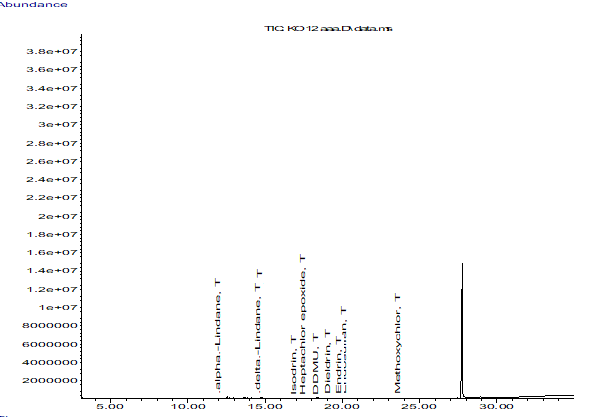 Abundance
TIC: KO 12 aaa.D\data.ms
3.8e+07
3.6e+07
3.4e+07
3.2e+07
3e+07
2.8e+07
2.6e+07
2.4e+07
2.2e+07
2e+07
1.8e+07
1.6e+07
1.4e+07
1.2e+07
1e+07
8000000
6000000
4000000
2000000
.alpha.-Lindane, T
.delta.-Lindane, T
T
Isodrin, T
Heptachlor epoxide, T
DDMU, T
Dieldrin, T
Endrin, T
T
Methoxychlor, T
5.00
10.00
15.00
20.00
25.00
30.00